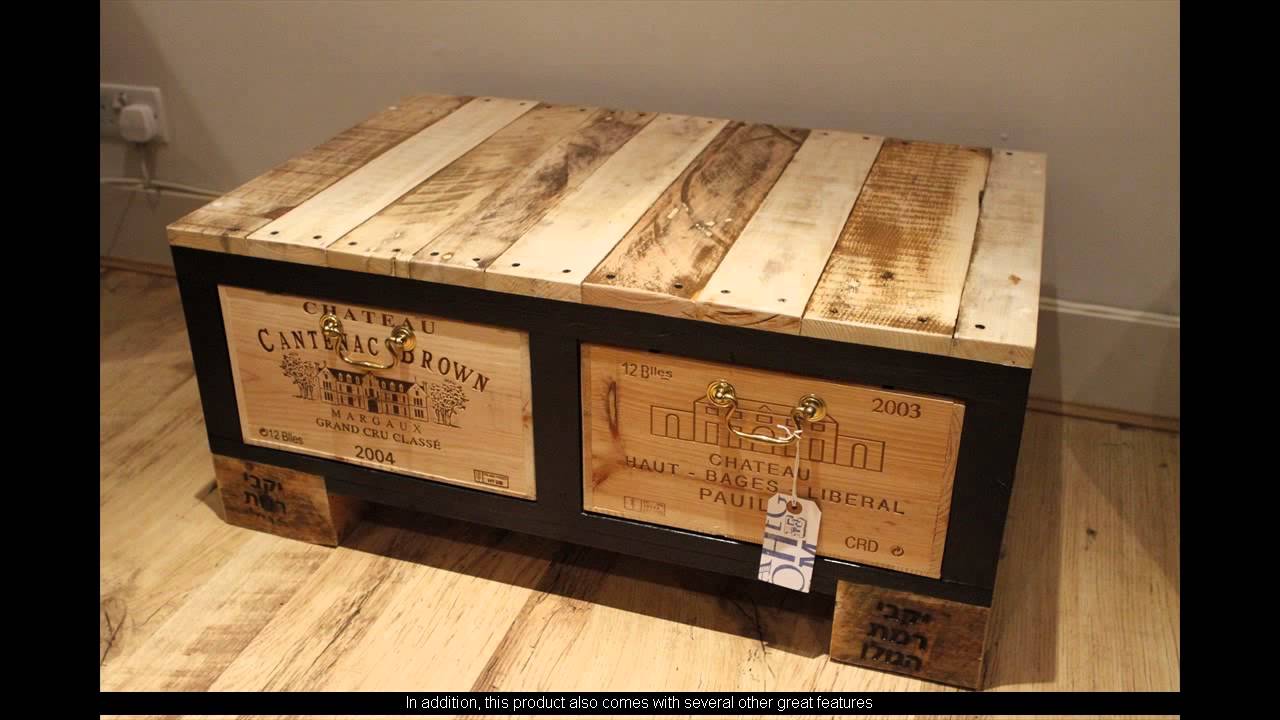 CHATEAU
CANTENAC BROWN
MARGAUX
GRAND CRU CLASSÉ
12 Blles
2004
12 Blles
2003
CHATEAU
HAUT-BAGES LIBERAL
CRD
יקבי
רמת
יקבי
רמת
הגולן
In addition, this product also comes with several other great features